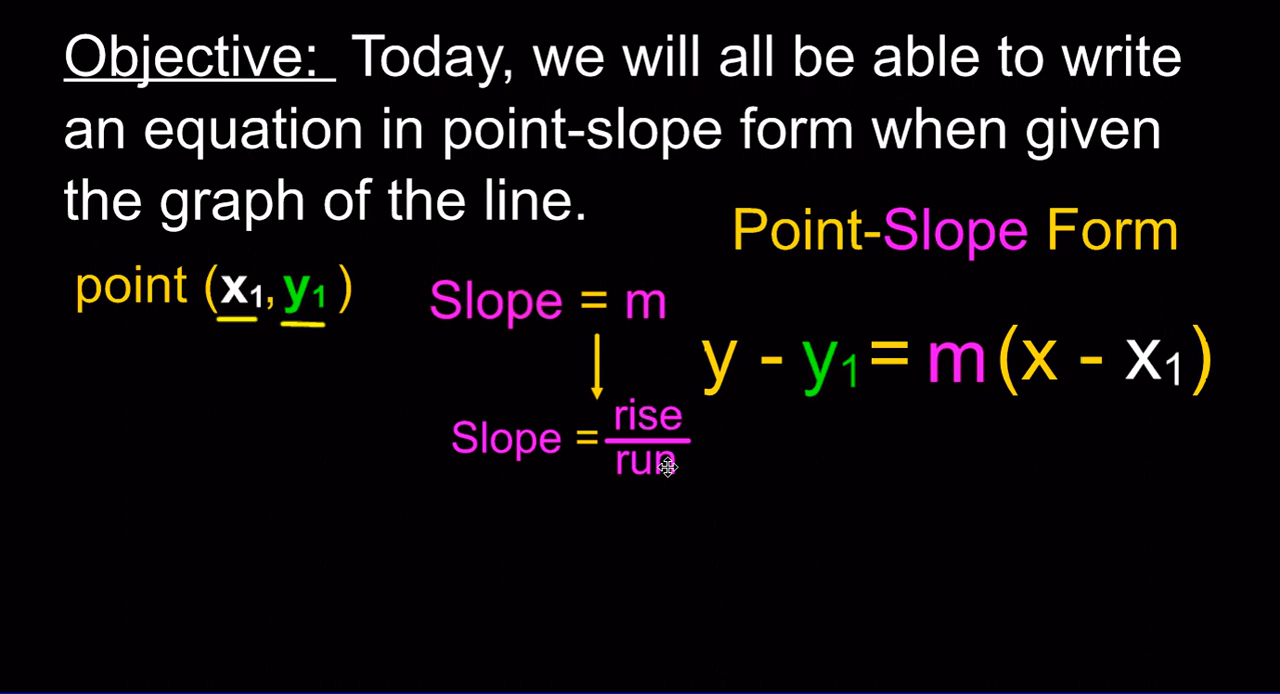 Objective: Today, we will all be able to write
an equation in point-slope form when given
the graph of the line.
Point-Slope Form
point (x₁, y₁)
Slope = m
y - y₁ = m(x - x₁)
Slope = rise
run